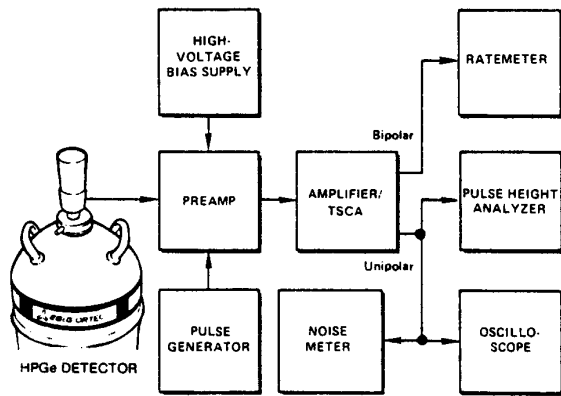 HIGH-
VOLTAGE
BIAS SUPPLY
RATEMETER
Bipolar
PREAMP
AMPLIFIER/
TSCA
PULSE HEIGHT
ANALYZER
Unipolar
EG&G ORTEC
PULSE
GENERATOR
NOISE
METER
OSCILLO-
SCOPE
HPGe DETECTOR